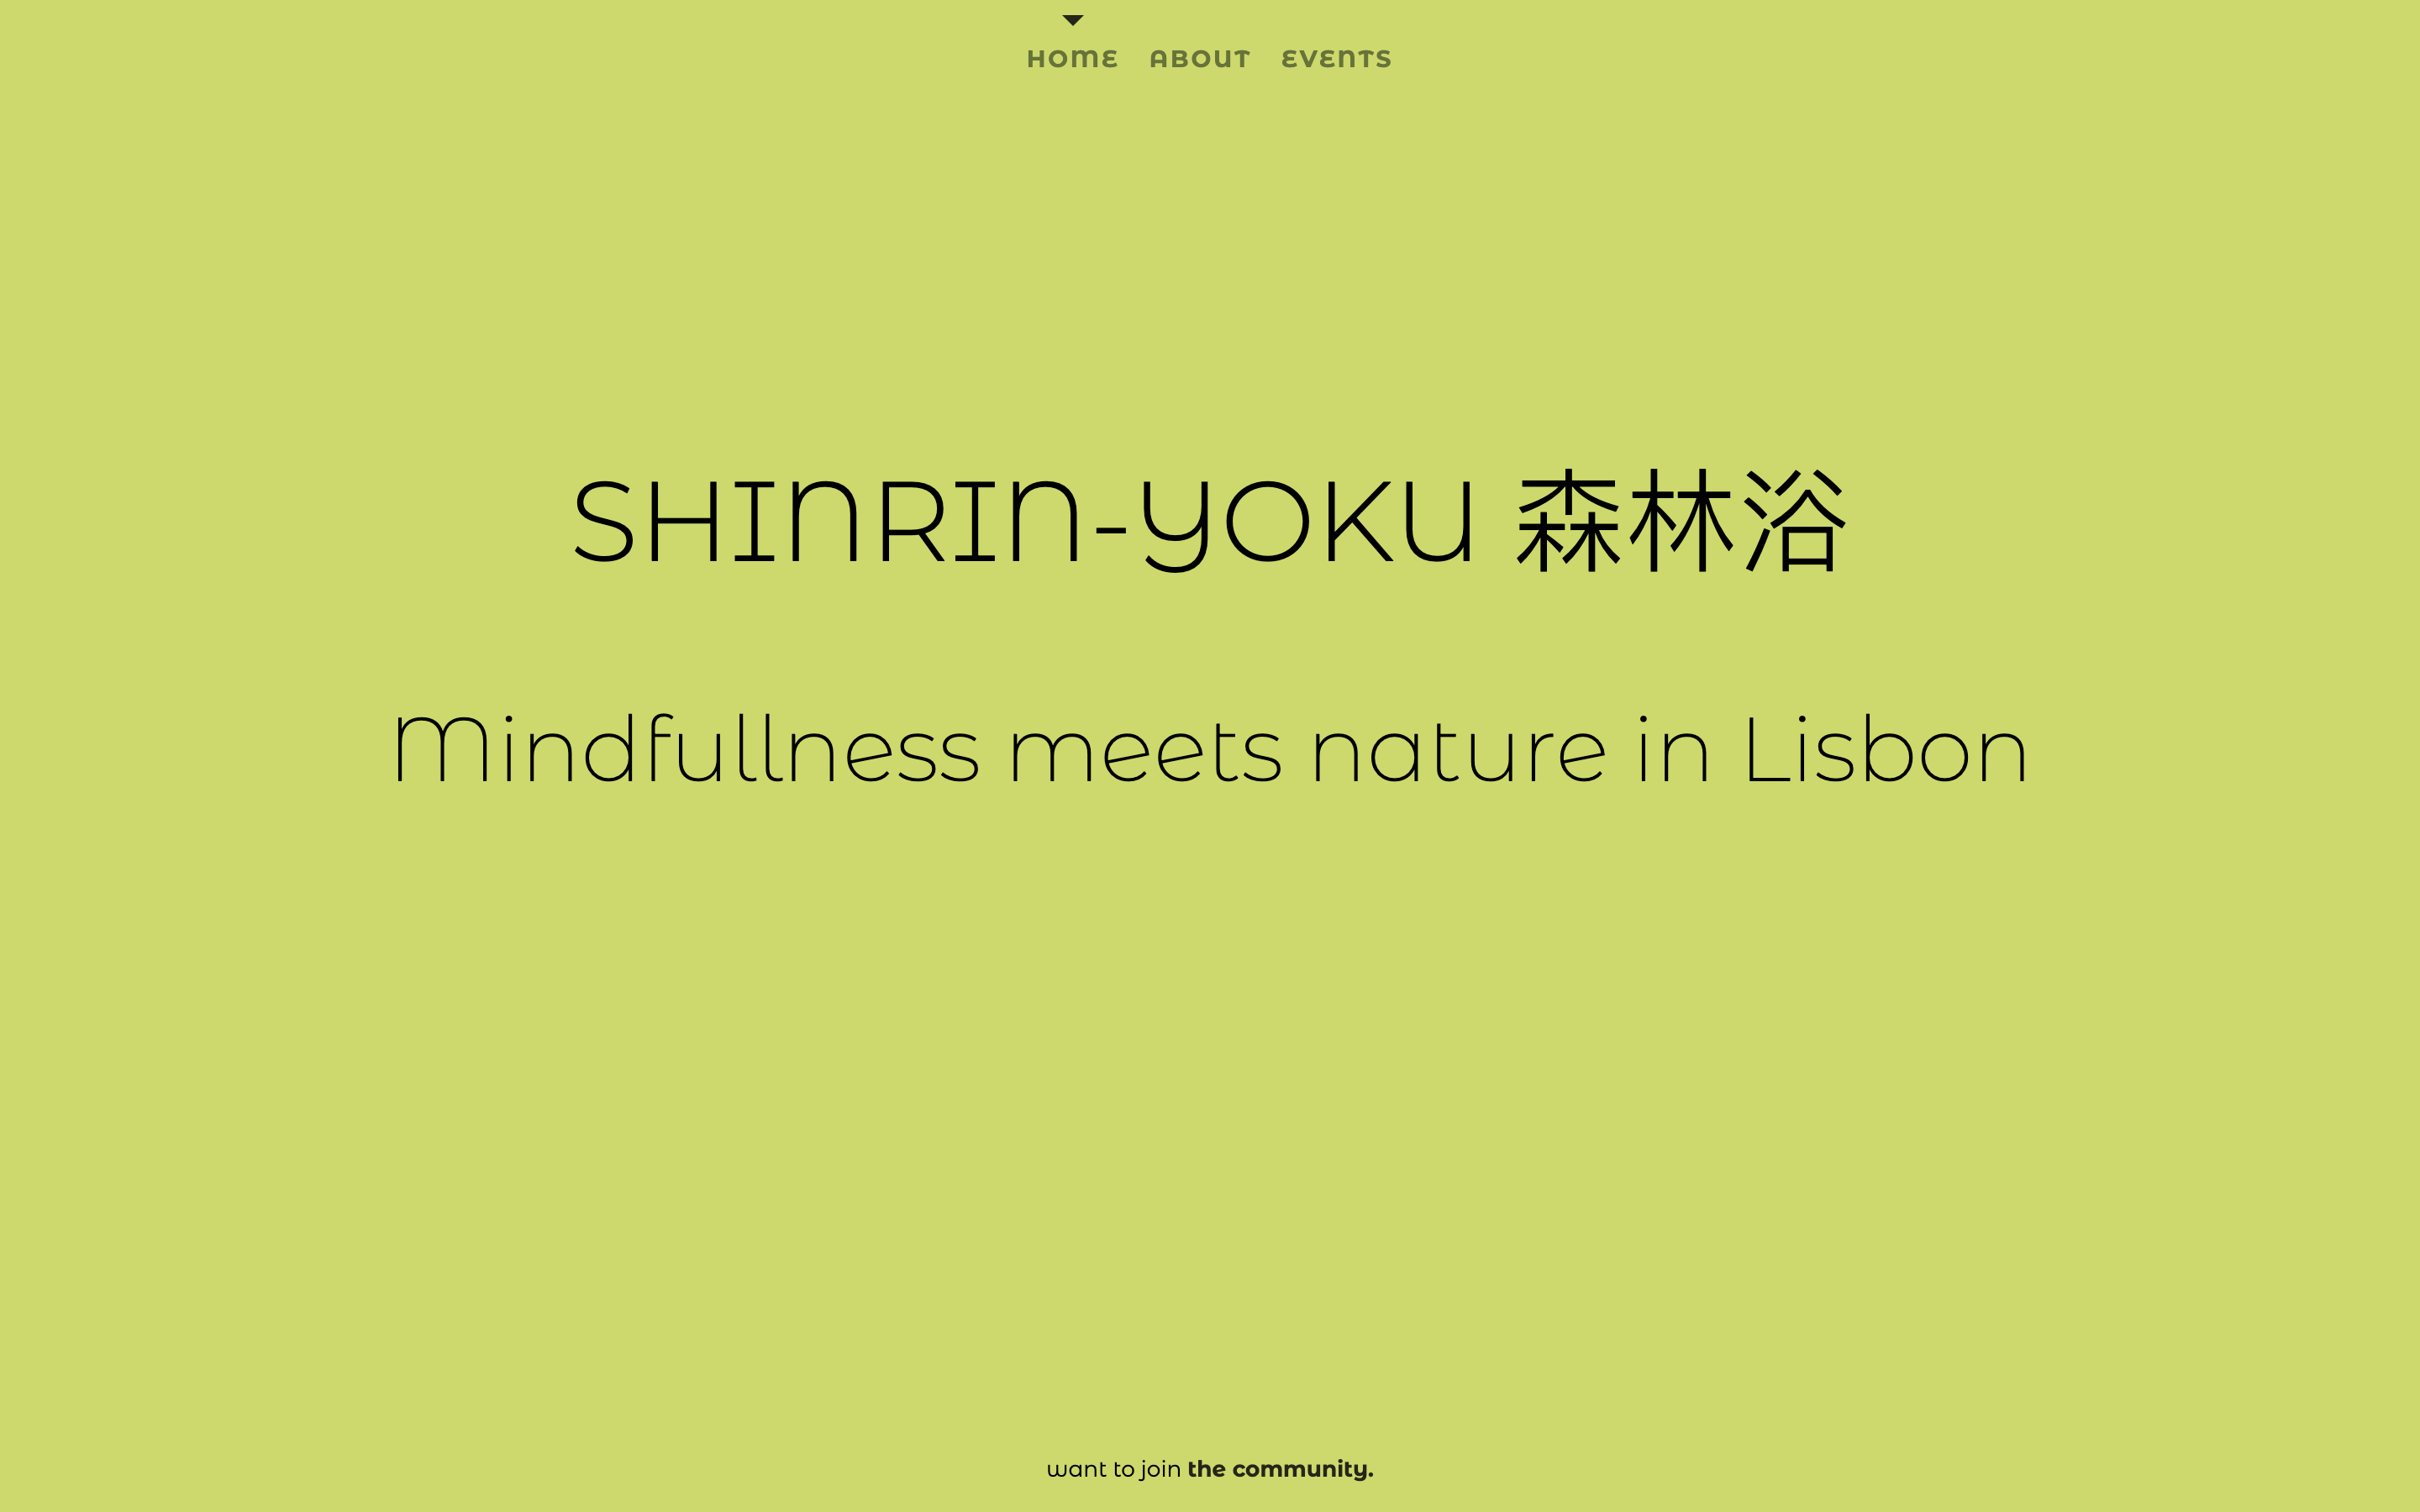 HOME ABOUT EVENTS
SHINRIN-YOKU 森林浴
Mindfullness meets nature in Lisbon
want to join the community.